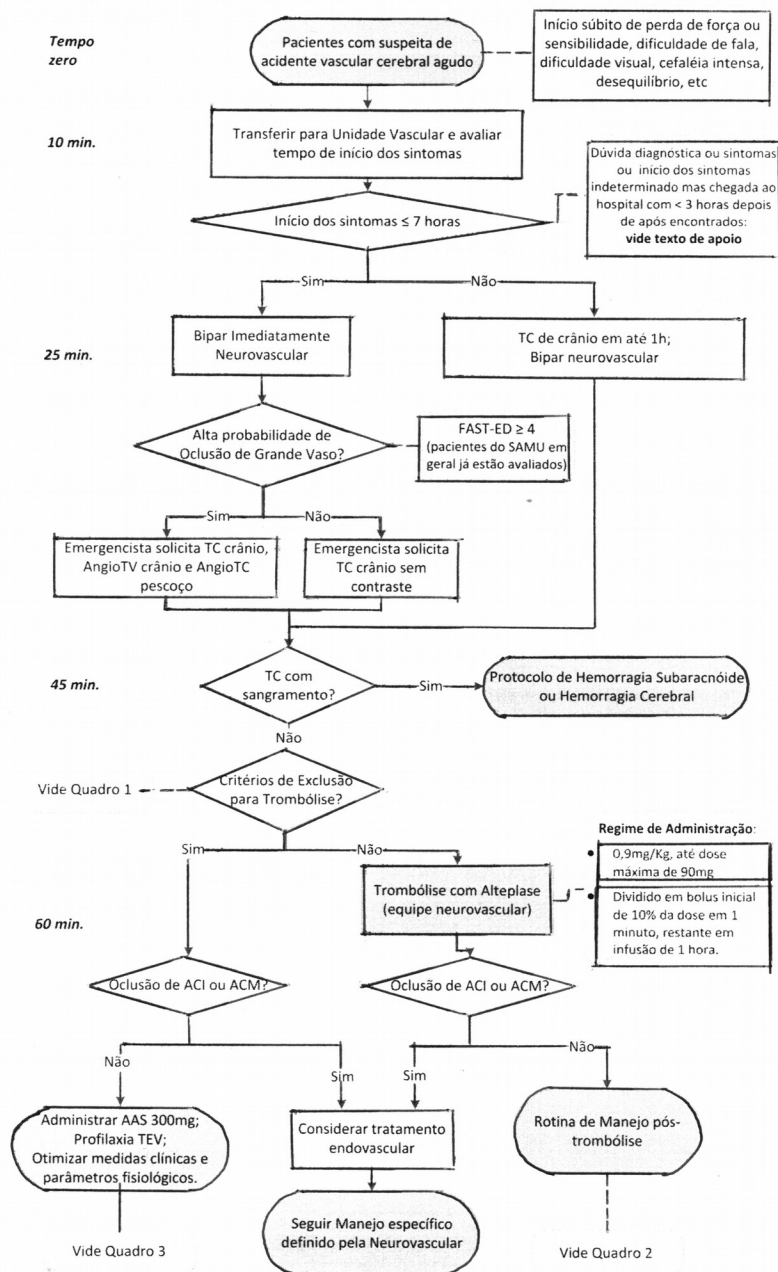 Tempo
zero
Pacientes com suspeita de
acidente vascular cerebral agudo
Início súbito de perda de força ou
sensibilidade, dificuldade de fala,
dificuldade visual, cefaléia intensa,
desequilíbrio, etc
10 min.
Transferir para Unidade Vascular e avaliar
tempo de início dos sintomas
Dúvida diagnóstica ou sintomas
ou início dos sintomas
indeterminado mas chegada ao
hospital com < 3 horas depois
de após encontrados:
vide texto de apoio
Início dos sintomas ≤ 7 horas
Sim
Não
25 min.
Bipar Imediatamente
Neurovascular
TC de crânio em até 1h;
Bipar neurovascular
Alta probabilidade de
Oclusão de Grande Vaso?
FAST-ED ≥ 4
(pacientes do SAMU em
geral já estão avaliados)
Sim
Não
Emergencista solicita TC crânio,
AngioTV crânio e AngioTC
pescoço
Emergencista solicita
TC crânio sem
contraste
45 min.
TC com
sangramento?
Sim
Protocolo de Hemorragia Subaracnóide
ou Hemorragia Cerebral
Não
Vide Quadro 1
Critérios de Exclusão
para Trombólise?
Sim
Não
Regime de Administração:
• 0,9mg/Kg, até dose
máxima de 90mg
• Dividido em bolus inicial
de 10% da dose em 1
minuto, restante em
infusão de 1 hora.
Trombólise com Alteplase
(equipe neurovascular)
60 min.
Oclusão de ACI ou ACM?
Oclusão de ACI ou ACM?
Não
Sim
Sim
Não
Administrar AAS 300mg;
Profilaxia TEV;
Otimizar medidas clínicas e
parâmetros fisiológicos.
Considerar tratamento
endovascular
Rotina de Manejo pós-
trombólise
Seguir Manejo específico
definido pela Neurovascular
Vide Quadro 3
Vide Quadro 2